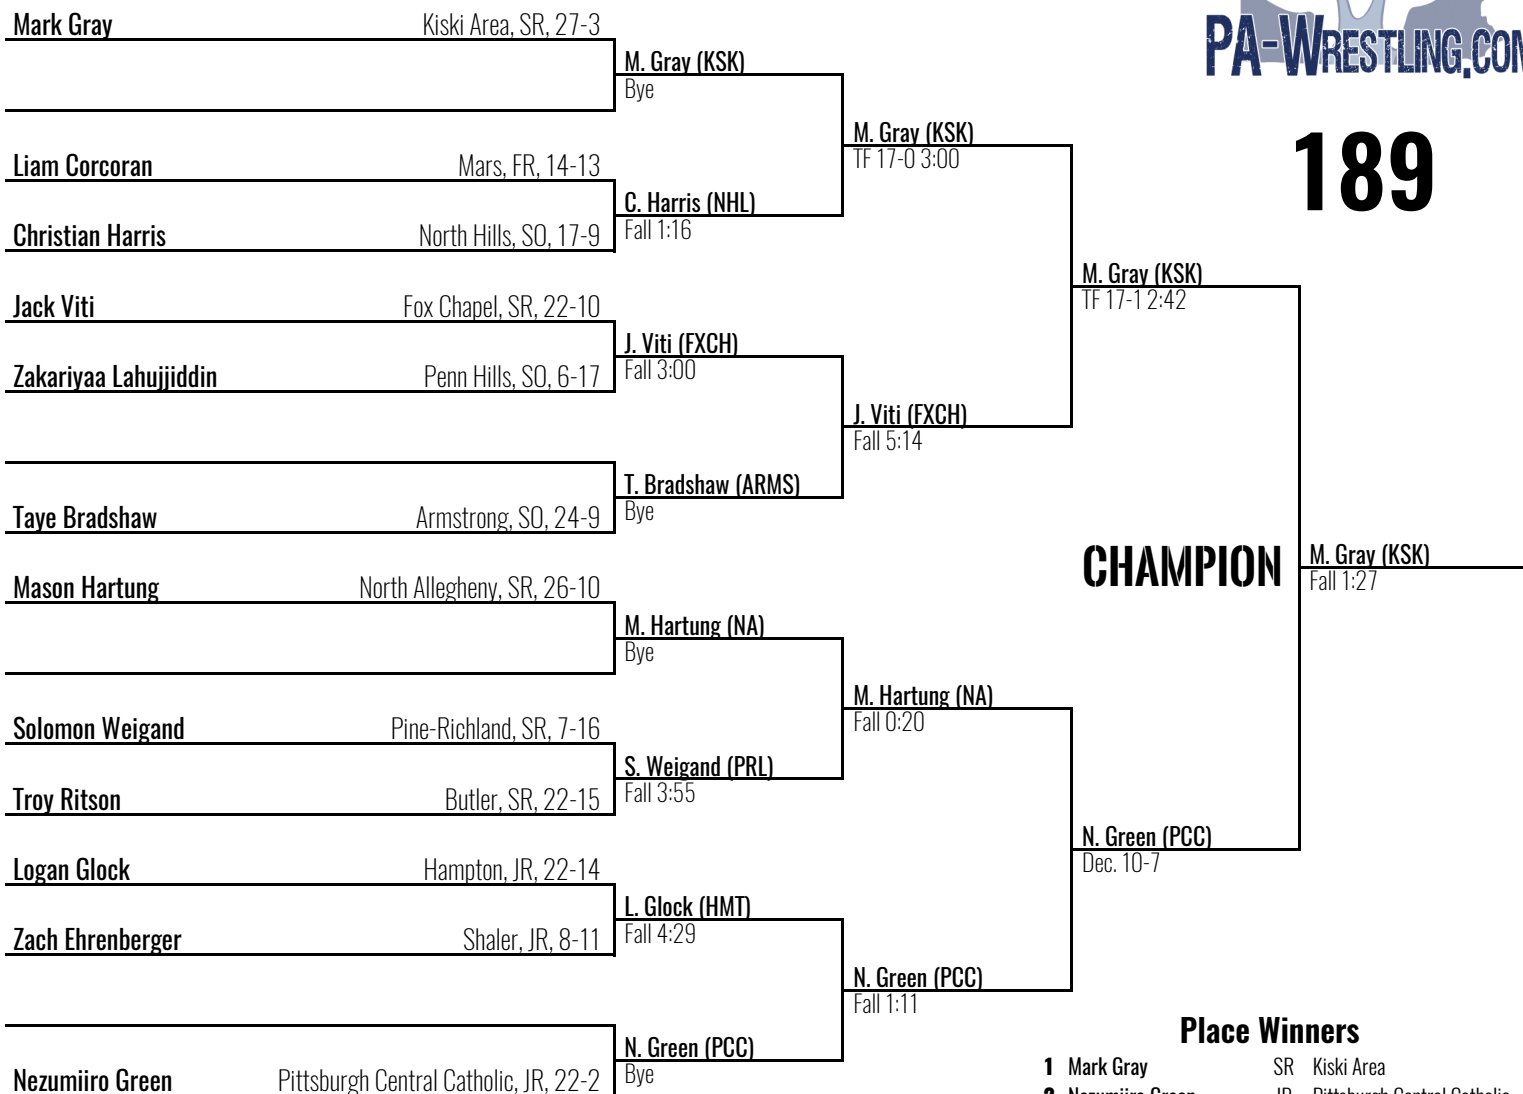 Mark Gray Kiski Area, SR, 27-3
PA-WRESTLING.COM
M. Gray (KSK)
Bye
M. Gray (KSK)
TF 17-0 3:00
189
Liam Corcoran Mars, FR, 14-13
C. Harris (NHL)
Fall 1:16
Christian Harris North Hills, SO, 17-9
M. Gray (KSK)
TF 17-1 2:42
Jack Viti Fox Chapel, SR, 22-10
J. Viti (FXCH)
Fall 3:00
Zakariyaa Lahujjiddin Penn Hills, SO, 6-17
J. Viti (FXCH)
Fall 5:14
T. Bradshaw (ARMS)
Bye
Taye Bradshaw Armstrong, SO, 24-9
CHAMPION
M. Gray (KSK)
Fall 1:27
Mason Hartung North Allegheny, SR, 26-10
M. Hartung (NA)
Bye
M. Hartung (NA)
Fall 0:20
Solomon Weigand Pine-Richland, SR, 7-16
S. Weigand (PRL)
Fall 3:55
Troy Ritson Butler, SR, 22-15
N. Green (PCC)
Dec. 10-7
Logan Glock Hampton, JR, 22-14
L. Glock (HMT)
Fall 4:29
Zach Ehrenberger Shaler, JR, 8-11
N. Green (PCC)
Fall 1:11
Place Winners
N. Green (PCC)
Bye
1 Mark Gray SR Kiski Area
Nezumiiro Green Pittsburgh Central Catholic, JR, 22-2
2 Nezumiiro Green JR Pittsburgh Central Catholic